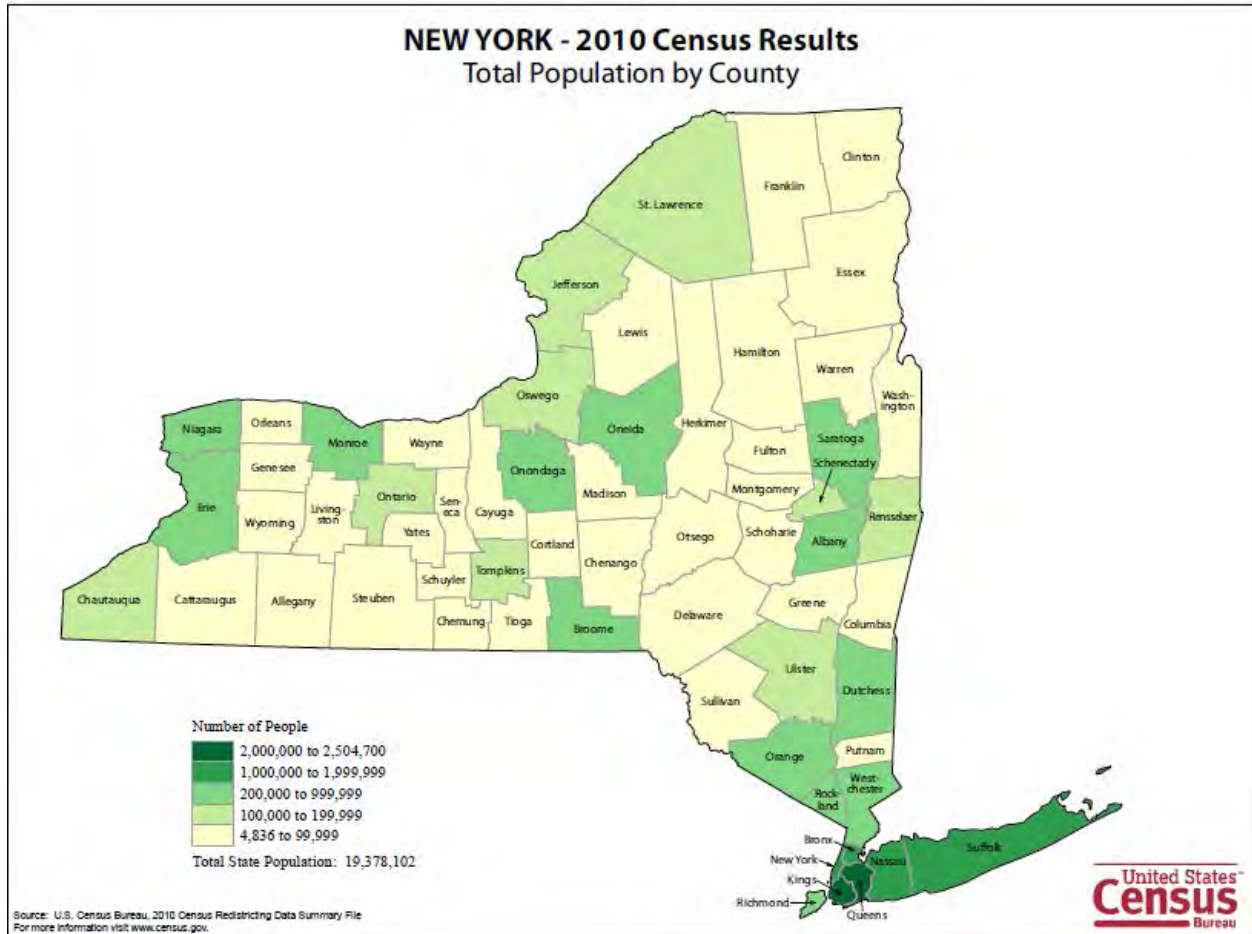 NEW YORK - 2010 Census Results
Total Population by County
Clinton
Franklin
St. Lawrence
Essex
Jefferson
Lewis
Hamilton
Warren
Wash-
ington
Oswego
Oneida
Herkimer
Niagara
Orleans
Monroe
Wayne
Saratoga
Fulton
Schenectady
Genesee
Onondaga
Madison
Montgomery
Ontario
Sen-
eca
Cayuga
Erie
Wyoming
Living-
ston
Rensselaer
Yates
Otsego
Schoharie
Albany
Cortland
Chenango
Tompkins
Schuyler
Chautauqua
Cattaraugus
Allegany
Steuben
Greene
Delaware
Columbia
Chemung
Tioga
Broome
Ulster
Dutchess
Sullivan
Putnam
Orange
West-
chester
Rock-
land
Bronx
New York
Nassau
Suffolk
Kings
Richmond
Queens
Number of People
2,000,000 to 2,504,700
1,000,000 to 1,999,999
200,000 to 999,999
100,000 to 199,999
4,836 to 99,999
Total State Population: 19,378,102
Source: U.S. Census Bureau, 2010 Census Redistricting Data Summary File
For more information visit www.census.gov.
United States™
Census
Bureau